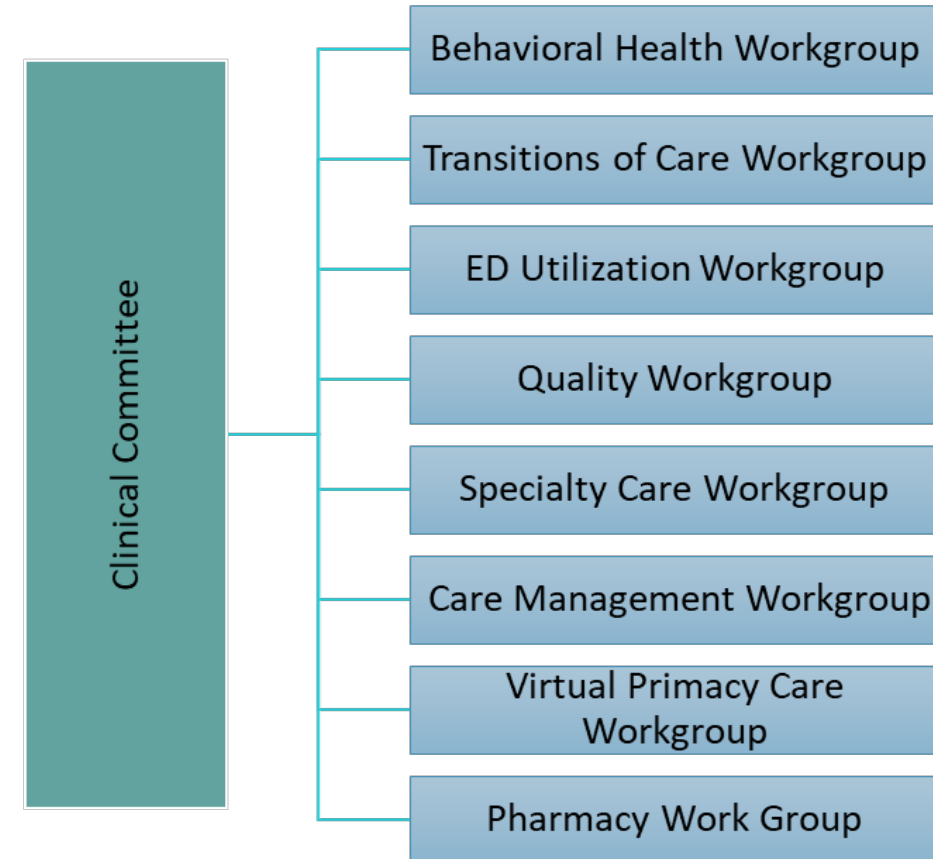 Clinical Committee
Behavioral Health Workgroup
Transitions of Care Workgroup
ED Utilization Workgroup
Quality Workgroup
Specialty Care Workgroup
Care Management Workgroup
Virtual Primacy Care
Workgroup
Pharmacy Work Group